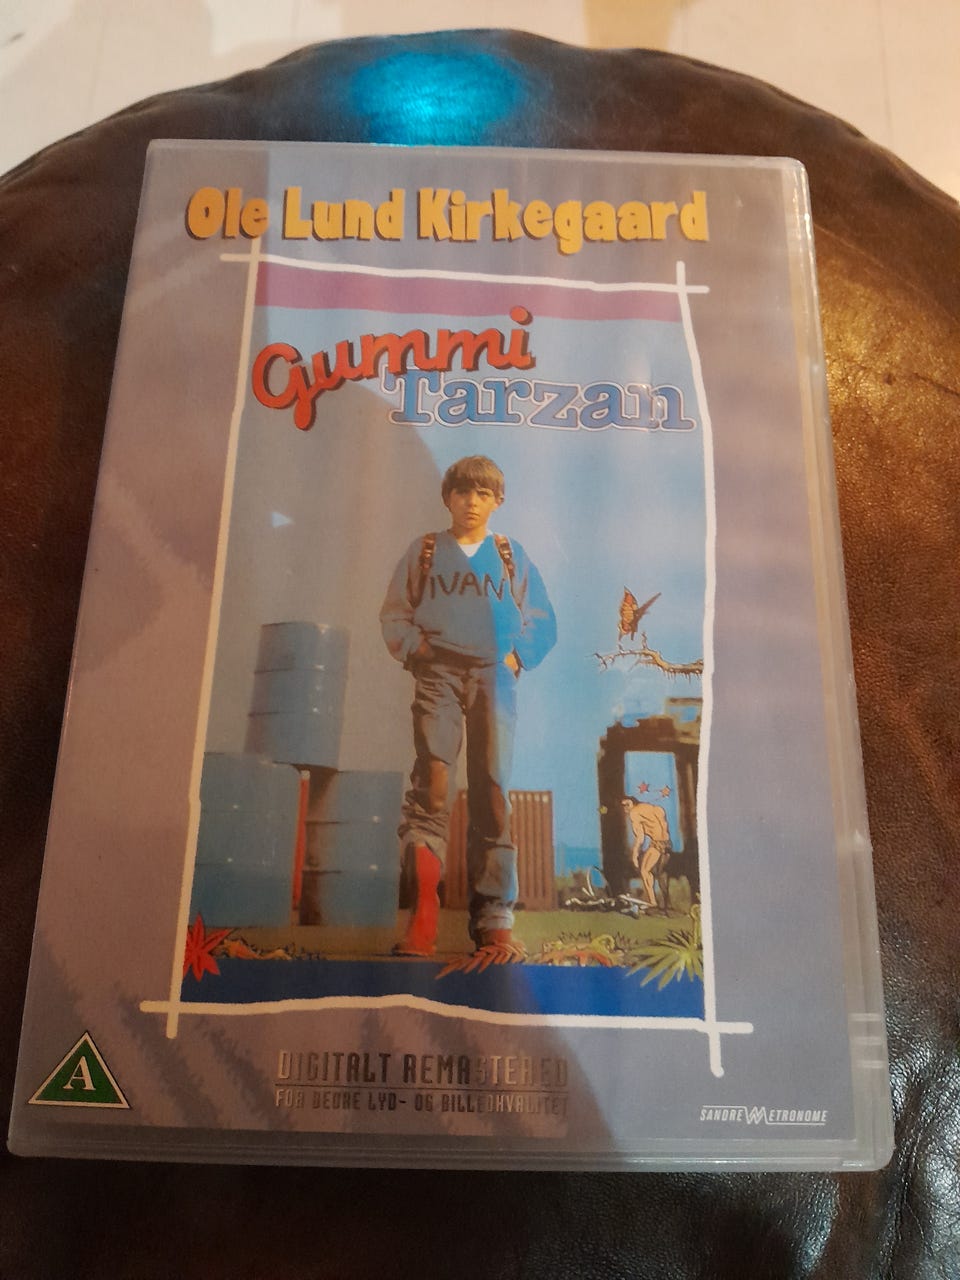 Ole Lund Kirkegaard
Gummi
Tarzan
IVAN
A
DIGITALT REMASTERED
FOR BEDRE LYD- OG BILLEDKVALITET
SANDREW METRONOME